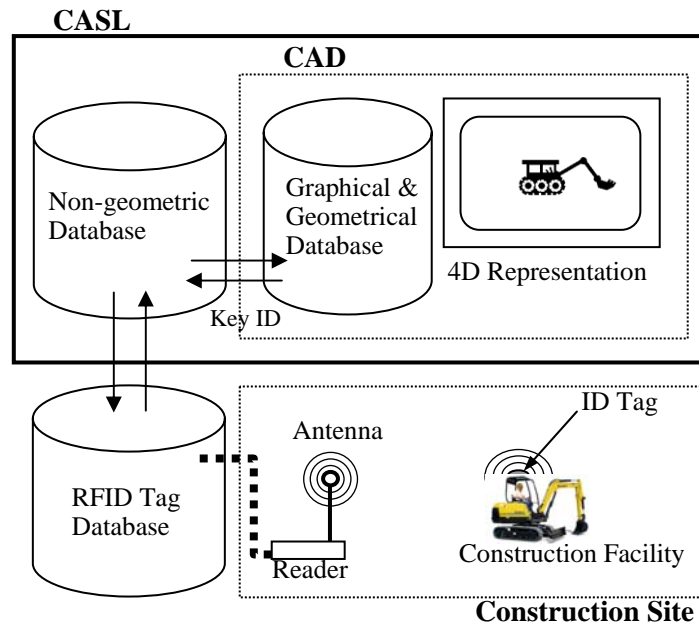 CASL
CAD
Non-geometric
Database
Graphical &
Geometrical
Database
4D Representation
Key ID
RFID Tag
Database
Antenna
Reader
ID Tag
Construction Facility
Construction Site